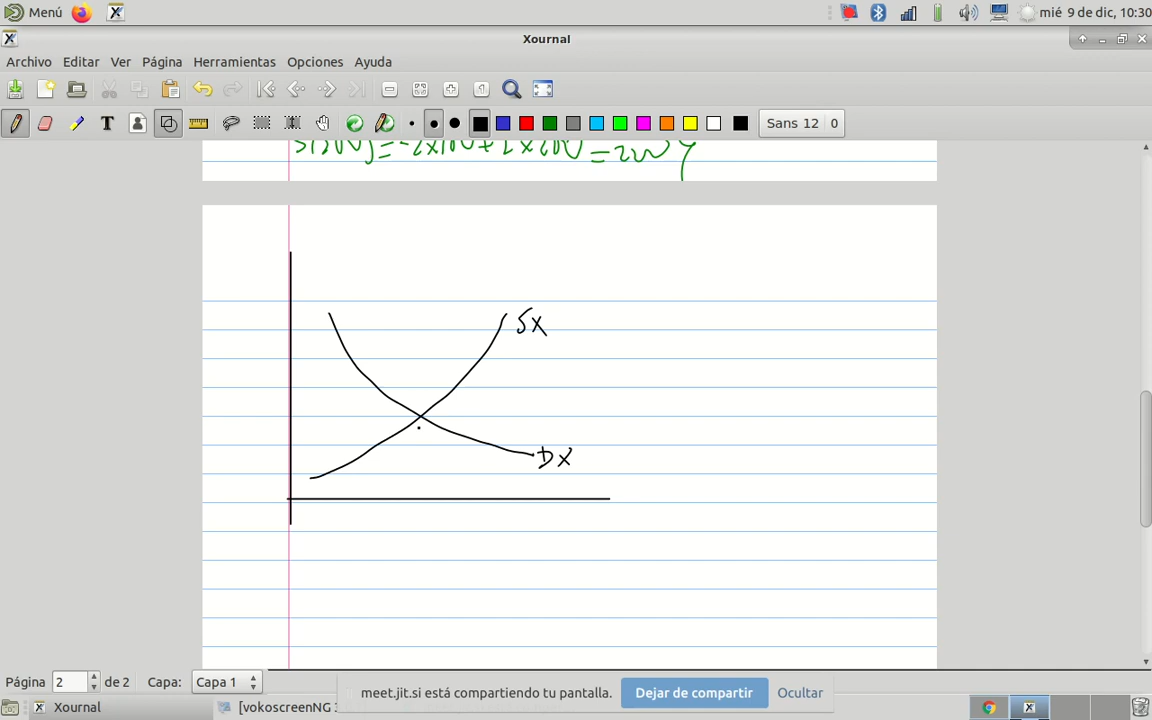 Menú mié 9 de dic, 10:30
Xournal
Archivo Editar Ver Página Herramientas Opciones Ayuda
Sans 12 0
Sx
Dx
Página 2 de 2 Capa: Capa 1
meet.jit.si está compartiendo tu pantalla. Dejar de compartir Ocultar
Xournal [vokoscreenNG